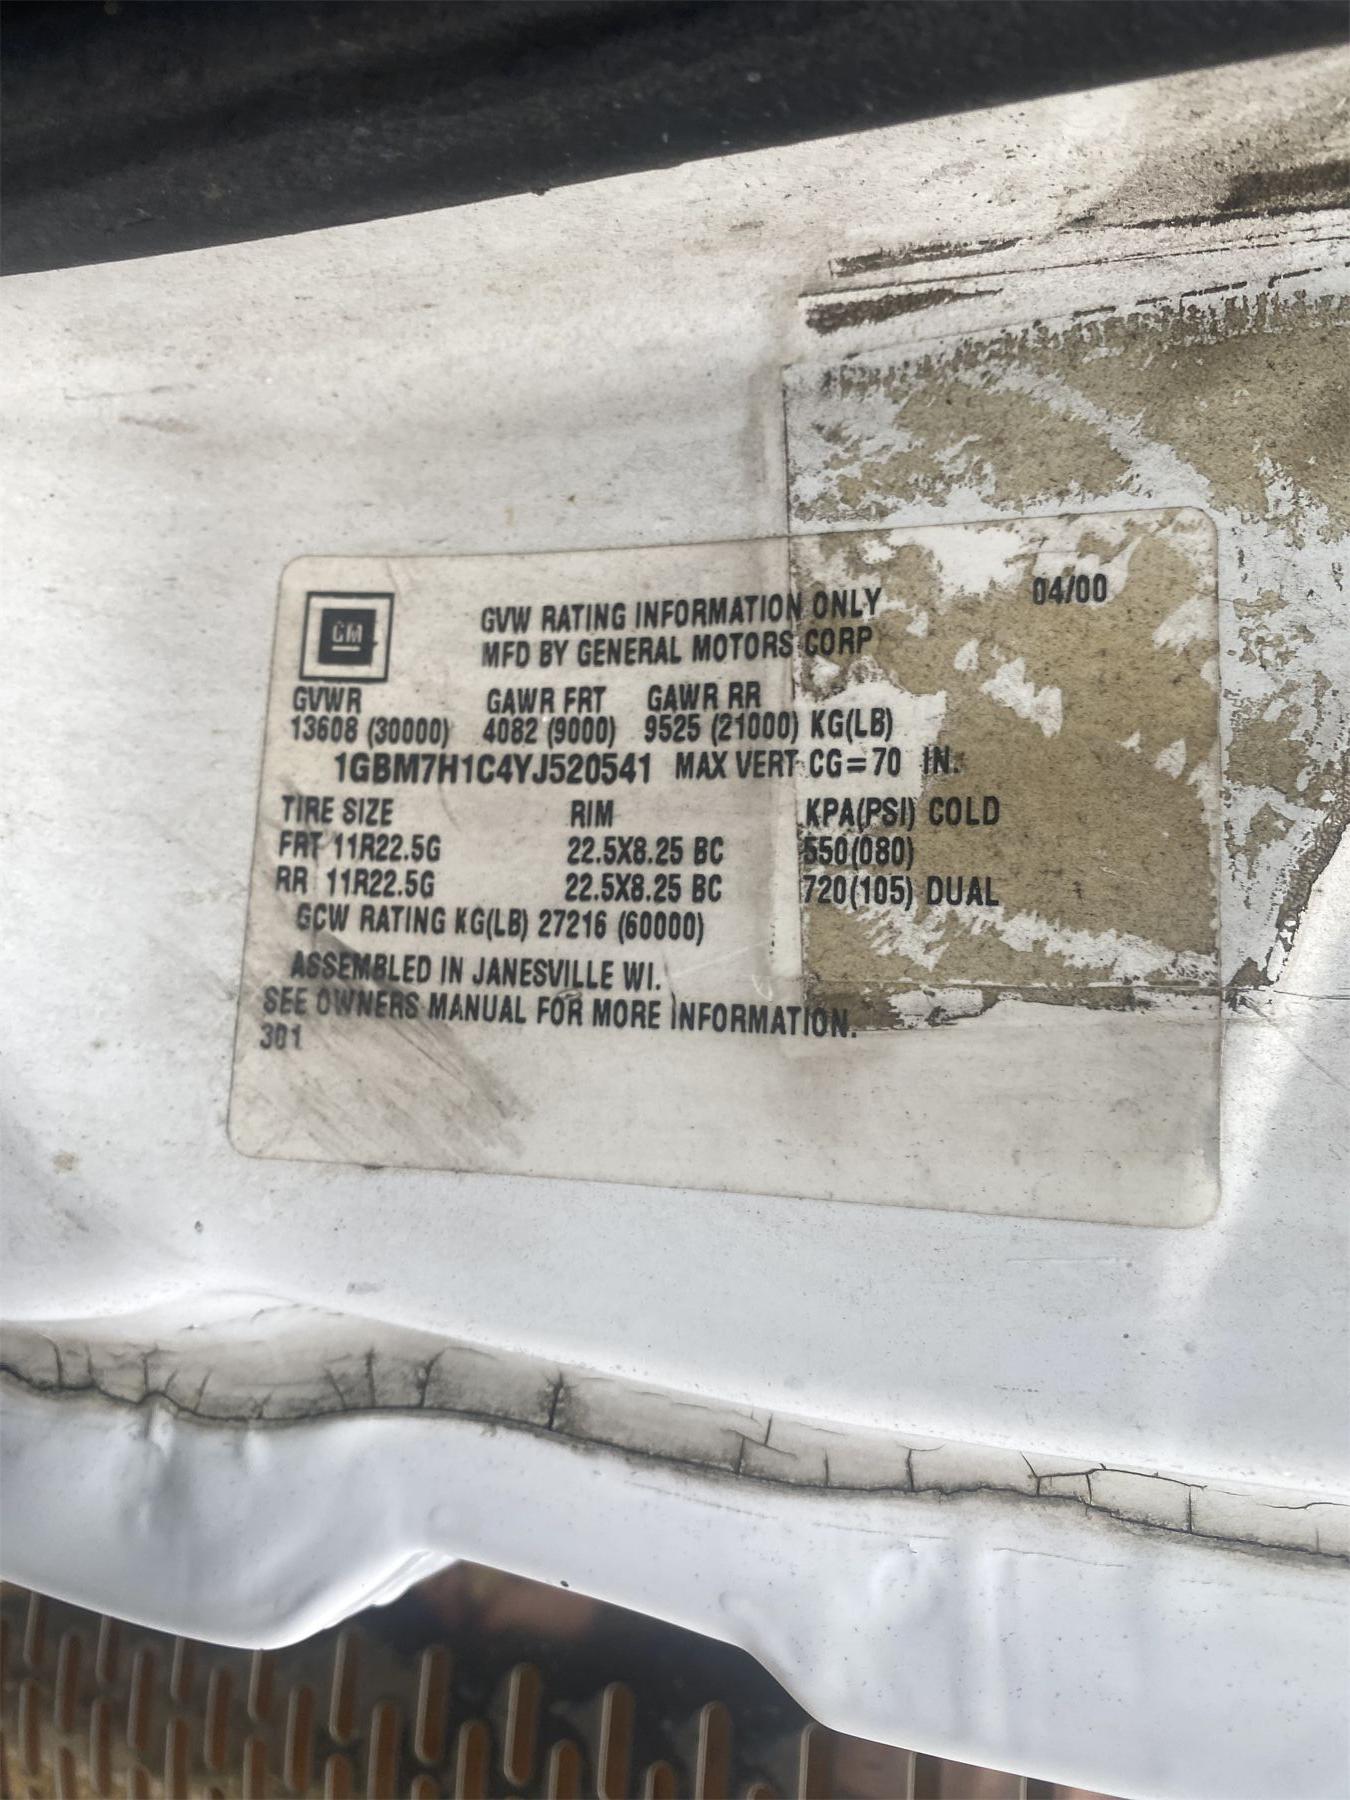 GM
04/00
GVW RATING INFORMATION ONLY
MFD BY GENERAL MOTORS CORP
GVWR GAWR FRT GAWR RR
13608 (30000) 4082 (9000) 9525 (21000) KG(LB)
1GBM7H1C4YJ520541 MAX VERT CG=70 IN.
TIRE SIZE RIM KPA(PSI) COLD
FRT 11R22.5G 22.5X8.25 BC 550(080)
RR 11R22.5G 22.5X8.25 BC 720(105) DUAL
GCW RATING KG(LB) 27216 (60000)
ASSEMBLED IN JANESVILLE WI.
SEE OWNERS MANUAL FOR MORE INFORMATION.
301